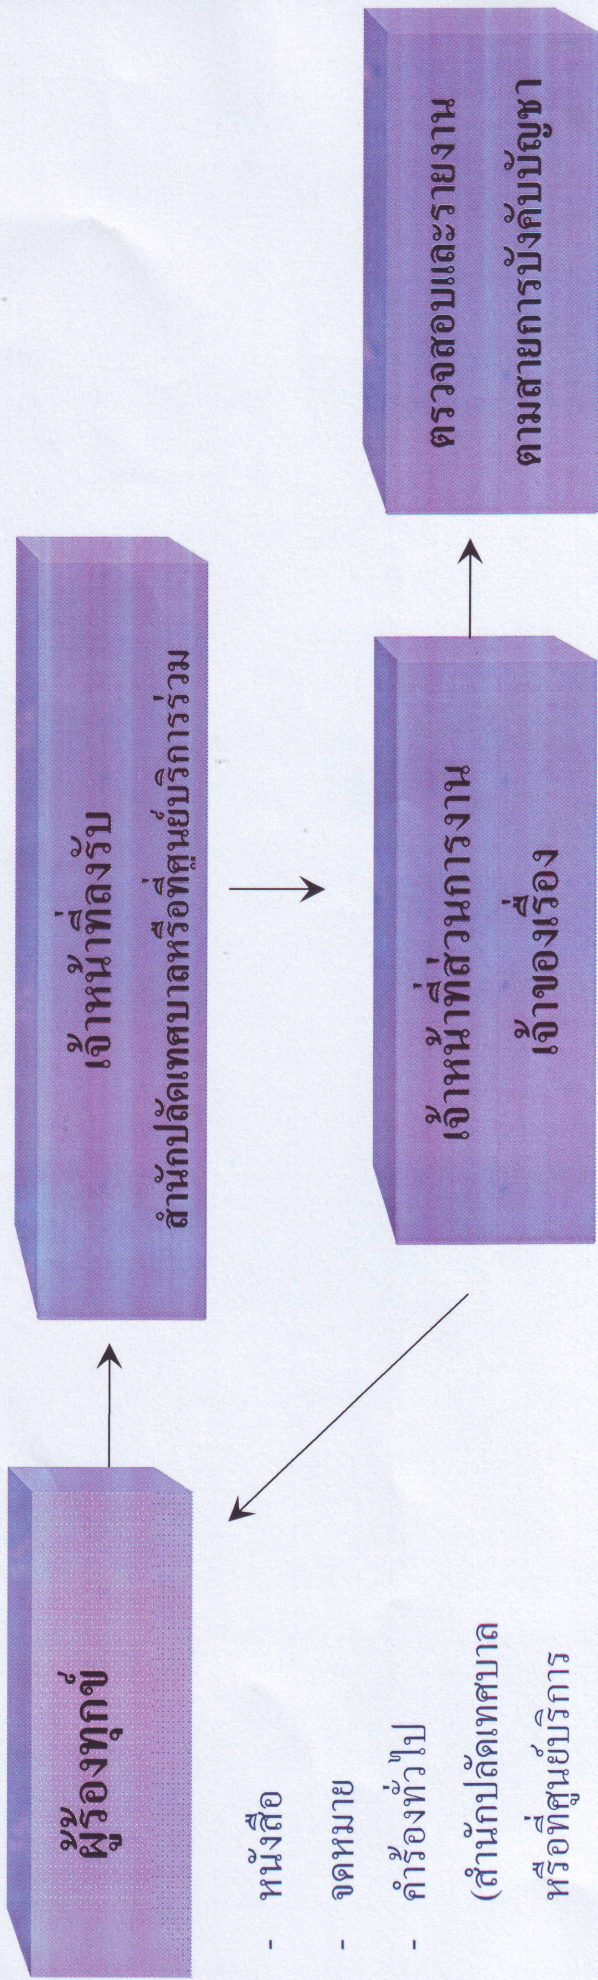 ผู้ร้องทุกข์
- หนังสือ
- จดหมาย
- คำร้องทั่วไป
(สำนักปลัดเทศบาล
หรือที่ศูนย์บริการ
เจ้าหน้าที่ลงรับ
สำนักปลัดเทศบาลหรือที่ศูนย์บริการร่วม
เจ้าหน้าที่ส่วนการงาน
เจ้าของเรื่อง
ตรวจสอบและรายงาน
ตามสายการบังคับบัญชา